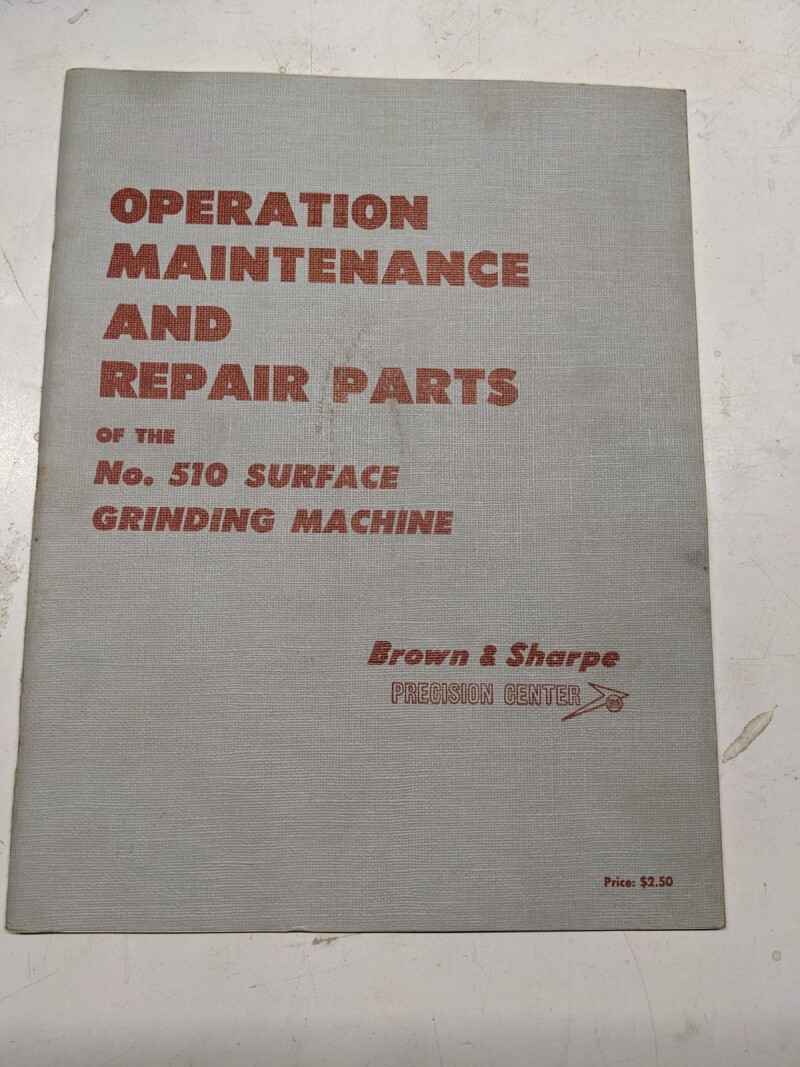 OPERATION
MAINTENANCE
AND
REPAIR PARTS
OF THE
No. 510 SURFACE
GRINDING MACHINE
Brown & Sharpe
PRECISION CENTER
Price: $2.50